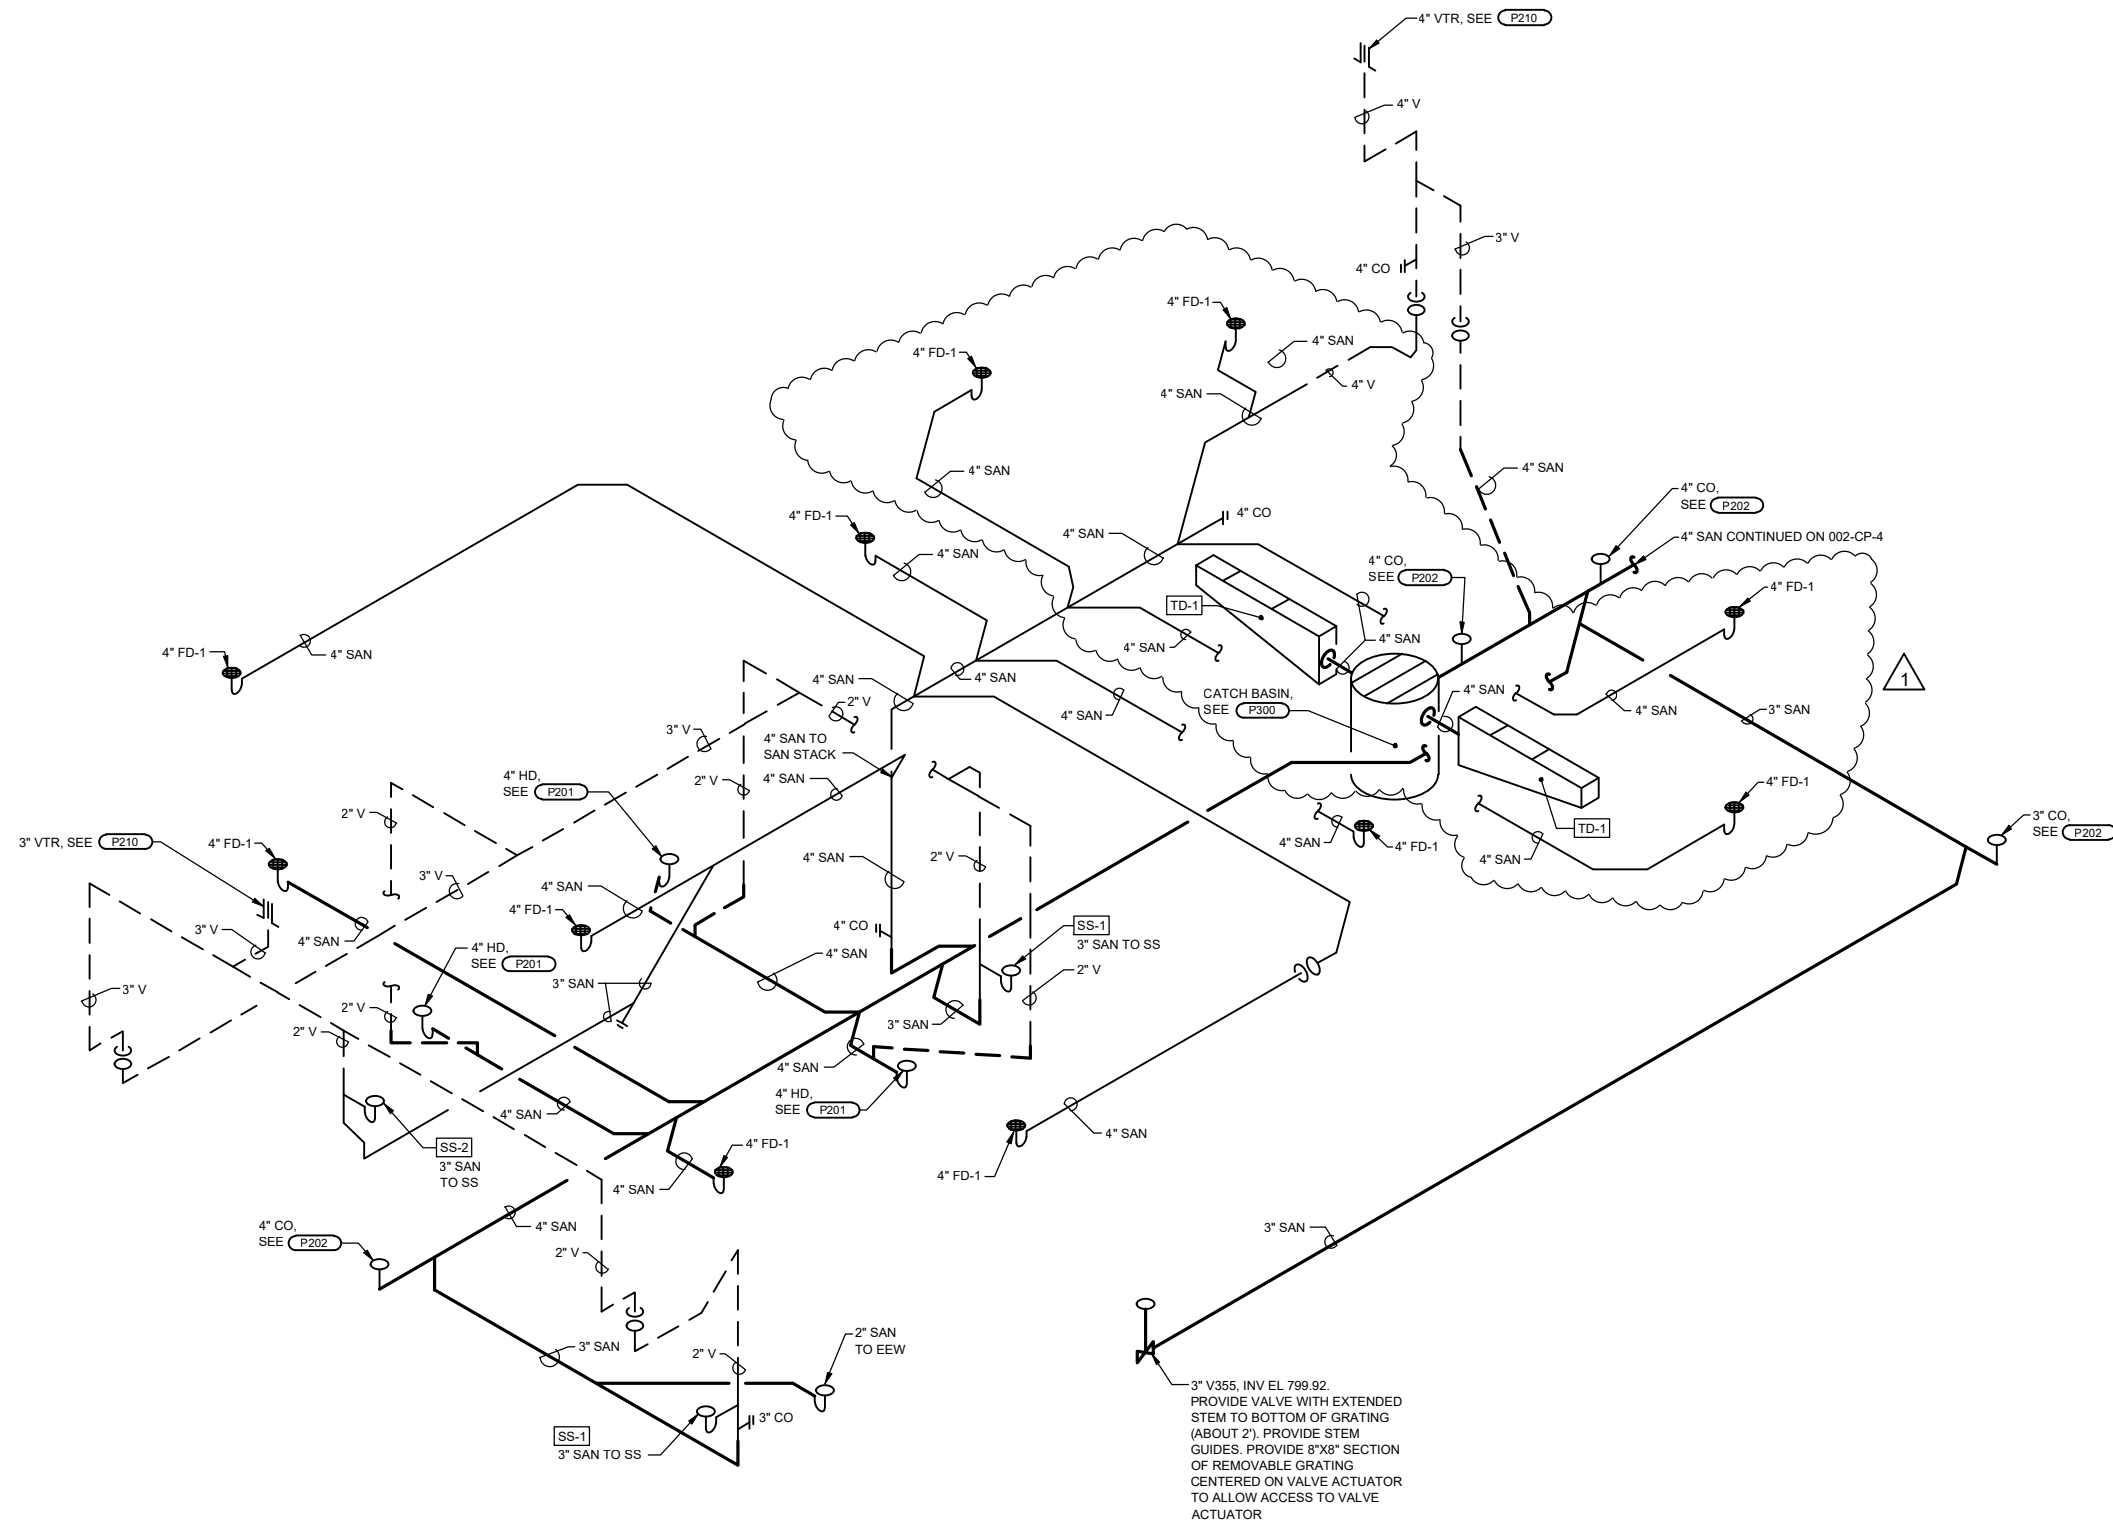 4" VTR, SEE P210
4" V
3" V
4" CO
4" FD-1
4" SAN
4" FD-1
4" V
4" SAN
4" SAN
4" SAN
4" CO,
SEE P202
4" CO
4" FD-1
4" SAN
4" SAN
4" SAN CONTINUED ON 002-CP-4
4" CO,
SEE P202
4" FD-1
TD-1
4" SAN
4" SAN
4" FD-1
4" SAN
1
4" SAN
4" SAN
2" V
CATCH BASIN,
SEE P300
4" SAN
4" SAN
4" SAN
3" SAN
3" V
4" SAN TO
SAN STACK
4" HD,
SEE P201
2" V
4" SAN
4" FD-1
2" V
TD-1
3" CO,
SEE P202
3" VTR, SEE P210
4" FD-1
4" SAN
4" FD-1
4" SAN
4" SAN
2" V
3" V
4" SAN
4" FD-1
3" V
4" SAN
4" CO
SS-1
3" SAN TO SS
4" HD,
SEE P201
4" SAN
2" V
3" V
3" SAN
2" V
2" V
3" SAN
4" SAN
4" HD,
SEE P201
4" SAN
4" SAN
SS-2
3" SAN
TO SS
4" FD-1
4" SAN
4" FD-1
4" CO,
SEE P202
4" SAN
3" SAN
2" V
3" SAN
2" V
2" SAN
TO EEW
3" CO
SS-1
3" SAN TO SS
3" V355, INV EL 799.92.
PROVIDE VALVE WITH EXTENDED
STEM TO BOTTOM OF GRATING
(ABOUT 2'). PROVIDE STEM
GUIDES. PROVIDE 8"X8" SECTION
OF REMOVABLE GRATING
CENTERED ON VALVE ACTUATOR
TO ALLOW ACCESS TO VALVE
ACTUATOR